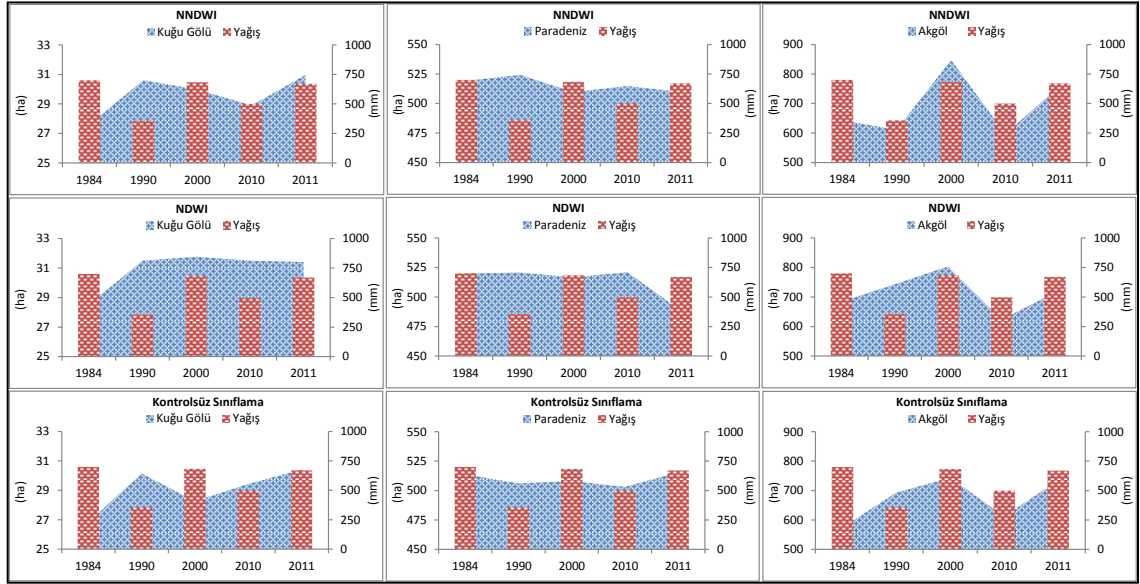 NNDWI
Kuğu Gölü Yağış
33 1000
31 750
29 500
27 250
25 0
(ha) (mm)
1984 1990 2000 2010 2011
NNDWI
Paradeniz Yağış
550 1000
525 750
500 500
475 250
450 0
(ha) (mm)
1984 1990 2000 2010 2011
NNDWI
Akgöl Yağış
900 1000
800 750
700 500
600 250
500 0
(ha) (mm)
1984 1990 2000 2010 2011
NDWI
Kuğu Gölü Yağış
33 1000
31 750
29 500
27 250
25 0
(ha) (mm)
1984 1990 2000 2010 2011
NDWI
Paradeniz Yağış
550 1000
525 750
500 500
475 250
450 0
(ha) (mm)
1984 1990 2000 2010 2011
NDWI
Akgöl Yağış
900 1000
800 750
700 500
600 250
500 0
(ha) (mm)
1984 1990 2000 2010 2011
Kontrolsüz Sınıflama
Kuğu Gölü Yağış
33 1000
31 750
29 500
27 250
25 0
(ha) (mm)
1984 1990 2000 2010 2011
Kontrolsüz Sınıflama
Paradeniz Yağış
550 1000
525 750
500 500
475 250
450 0
(ha) (mm)
1984 1990 2000 2010 2011
Kontrolsüz Sınıflama
Akgöl Yağış
900 1000
800 750
700 500
600 250
500 0
(ha) (mm)
1984 1990 2000 2010 2011